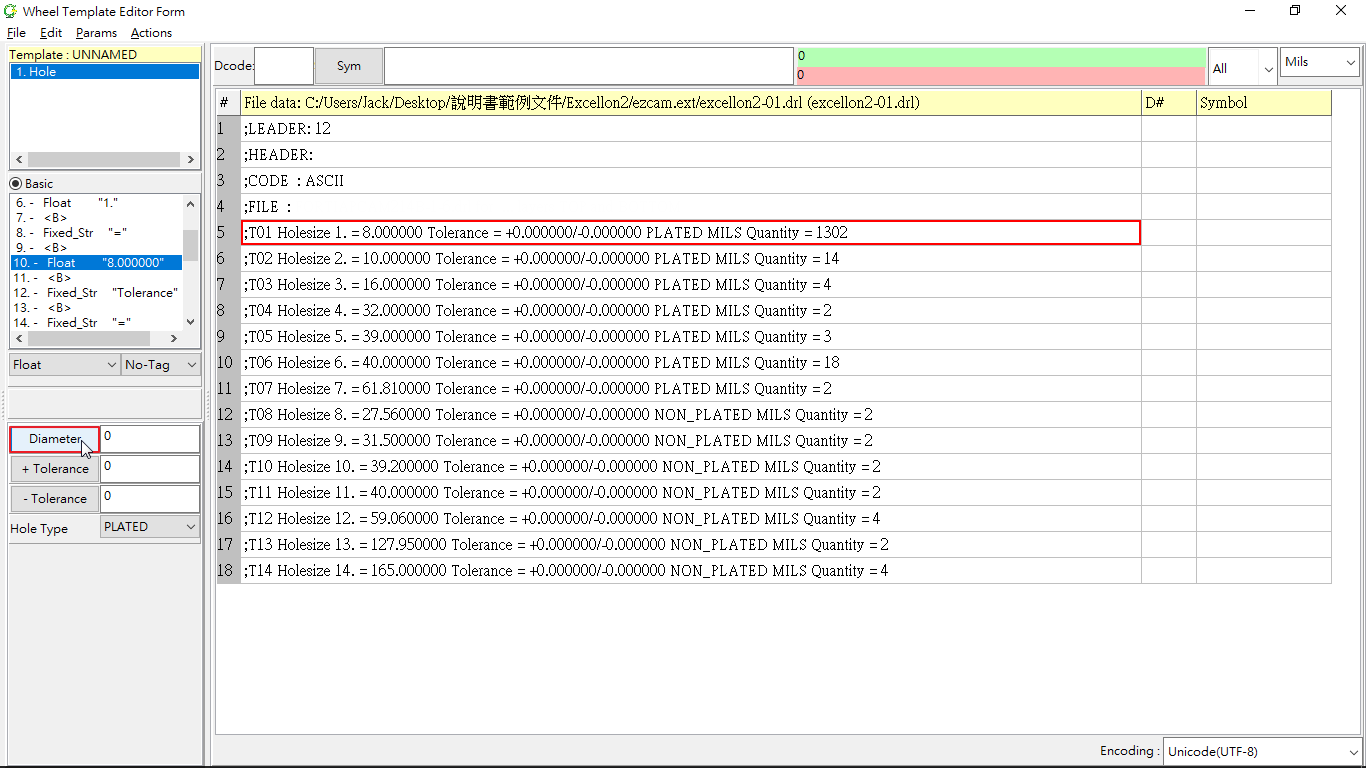 Wheel Template Editor Form
File Edit Params Actions
Template : UNNAMED
1. Hole
Basic
6. - Float "1."
7. - <B>
8. - Fixed_Str "="
9. - <B>
10. - Float "8.000000"
11. - <B>
12. - Fixed_Str "Tolerance"
13. - <B>
14. - Fixed_Str "="
Float No-Tag
Diameter 0
+ Tolerance 0
- Tolerance 0
Hole Type PLATED
Dcode: Sym 0 0 All Mils
# File data: C:/Users/Jack/Desktop/說明書範例文件/Excellon2/ezcam.ext/excellon2-01.drl (excellon2-01.drl) D# Symbol
1 ;LEADER: 12
2 ;HEADER:
3 ;CODE : ASCII
4 ;FILE :
5 ;T01 Holesize 1. = 8.000000 Tolerance = +0.000000/-0.000000 PLATED MILS Quantity = 1302
6 ;T02 Holesize 2. = 10.000000 Tolerance = +0.000000/-0.000000 PLATED MILS Quantity = 14
7 ;T03 Holesize 3. = 16.000000 Tolerance = +0.000000/-0.000000 PLATED MILS Quantity = 4
8 ;T04 Holesize 4. = 32.000000 Tolerance = +0.000000/-0.000000 PLATED MILS Quantity = 2
9 ;T05 Holesize 5. = 39.000000 Tolerance = +0.000000/-0.000000 PLATED MILS Quantity = 3
10 ;T06 Holesize 6. = 40.000000 Tolerance = +0.000000/-0.000000 PLATED MILS Quantity = 18
11 ;T07 Holesize 7. = 61.810000 Tolerance = +0.000000/-0.000000 PLATED MILS Quantity = 2
12 ;T08 Holesize 8. = 27.560000 Tolerance = +0.000000/-0.000000 NON_PLATED MILS Quantity = 2
13 ;T09 Holesize 9. = 31.500000 Tolerance = +0.000000/-0.000000 NON_PLATED MILS Quantity = 2
14 ;T10 Holesize 10. = 39.200000 Tolerance = +0.000000/-0.000000 NON_PLATED MILS Quantity = 2
15 ;T11 Holesize 11. = 40.000000 Tolerance = +0.000000/-0.000000 NON_PLATED MILS Quantity = 2
16 ;T12 Holesize 12. = 59.060000 Tolerance = +0.000000/-0.000000 NON_PLATED MILS Quantity = 4
17 ;T13 Holesize 13. = 127.950000 Tolerance = +0.000000/-0.000000 NON_PLATED MILS Quantity = 2
18 ;T14 Holesize 14. = 165.000000 Tolerance = +0.000000/-0.000000 NON_PLATED MILS Quantity = 4
Encoding : Unicode(UTF-8)